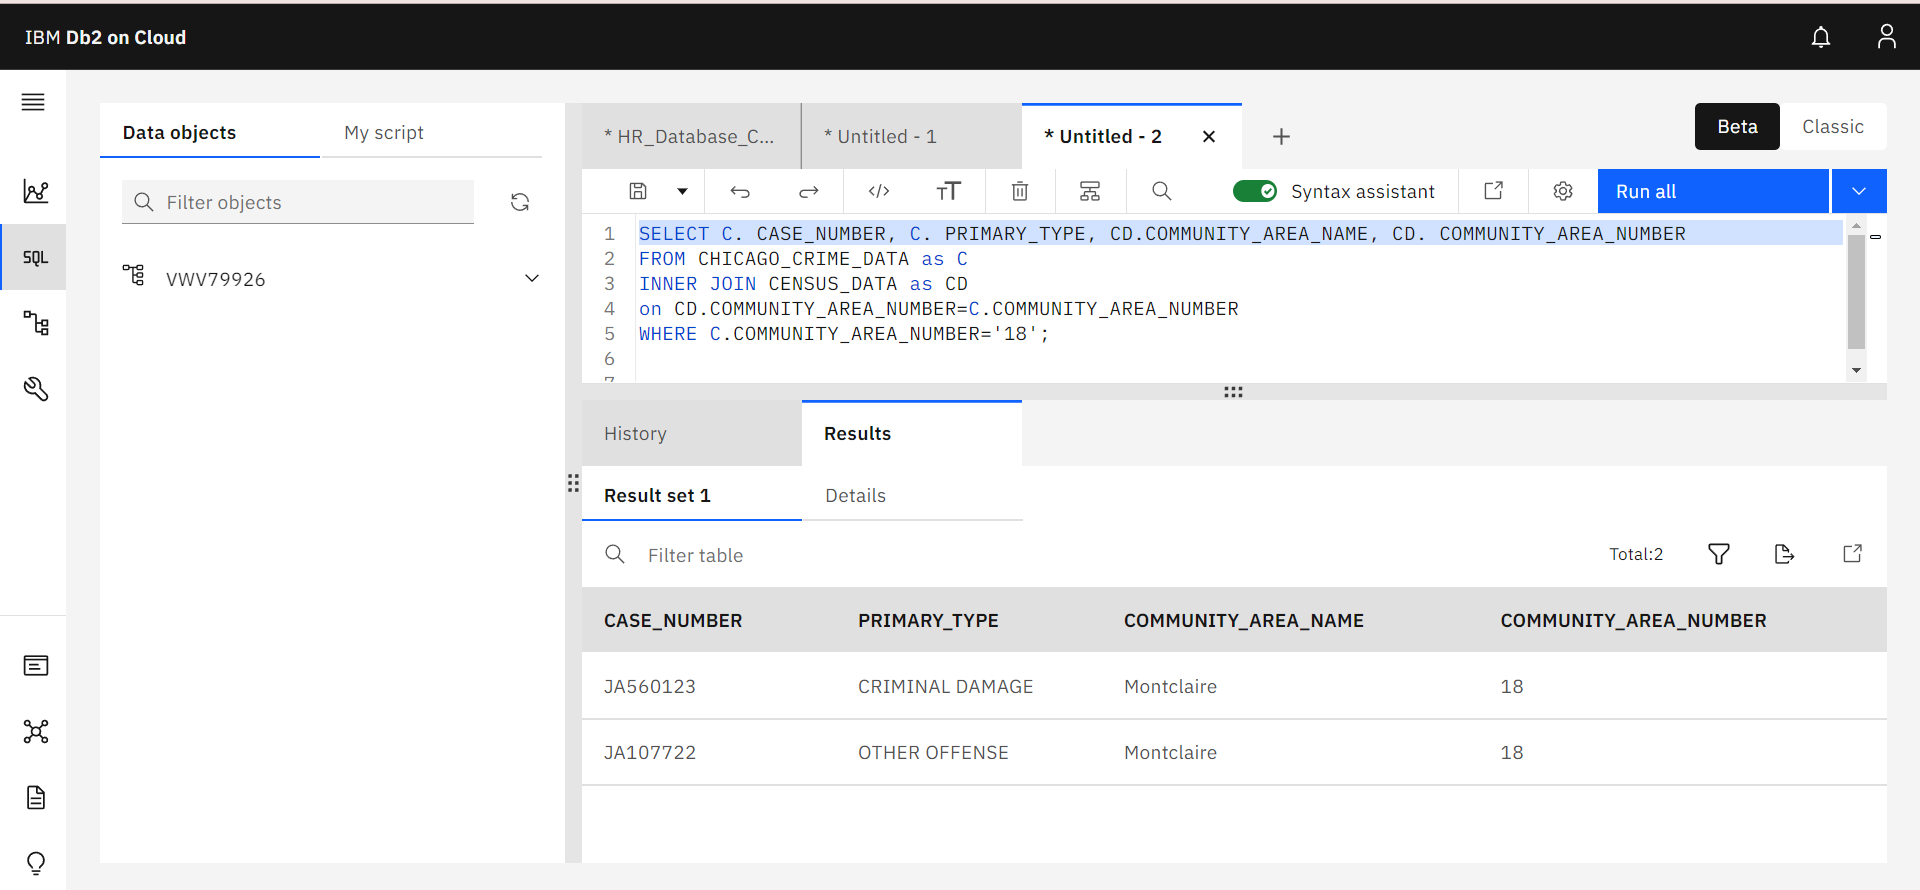 IBM Db2 on Cloud
Data objects
My script
Filter objects
SQL
VWV79926
* HR_Database_C...
* Untitled - 1
* Untitled - 2
Beta
Classic
Syntax assistant
Run all
1 SELECT C. CASE_NUMBER, C. PRIMARY_TYPE, CD.COMMUNITY_AREA_NAME, CD. COMMUNITY_AREA_NUMBER
2 FROM CHICAGO_CRIME_DATA as C
3 INNER JOIN CENSUS_DATA as CD
4 on CD.COMMUNITY_AREA_NUMBER=C.COMMUNITY_AREA_NUMBER
5 WHERE C.COMMUNITY_AREA_NUMBER='18';
6
7
History
Results
Result set 1
Details
Filter table
Total:2
CASE_NUMBER PRIMARY_TYPE COMMUNITY_AREA_NAME COMMUNITY_AREA_NUMBER
JA560123 CRIMINAL DAMAGE Montclaire 18
JA107722 OTHER OFFENSE Montclaire 18